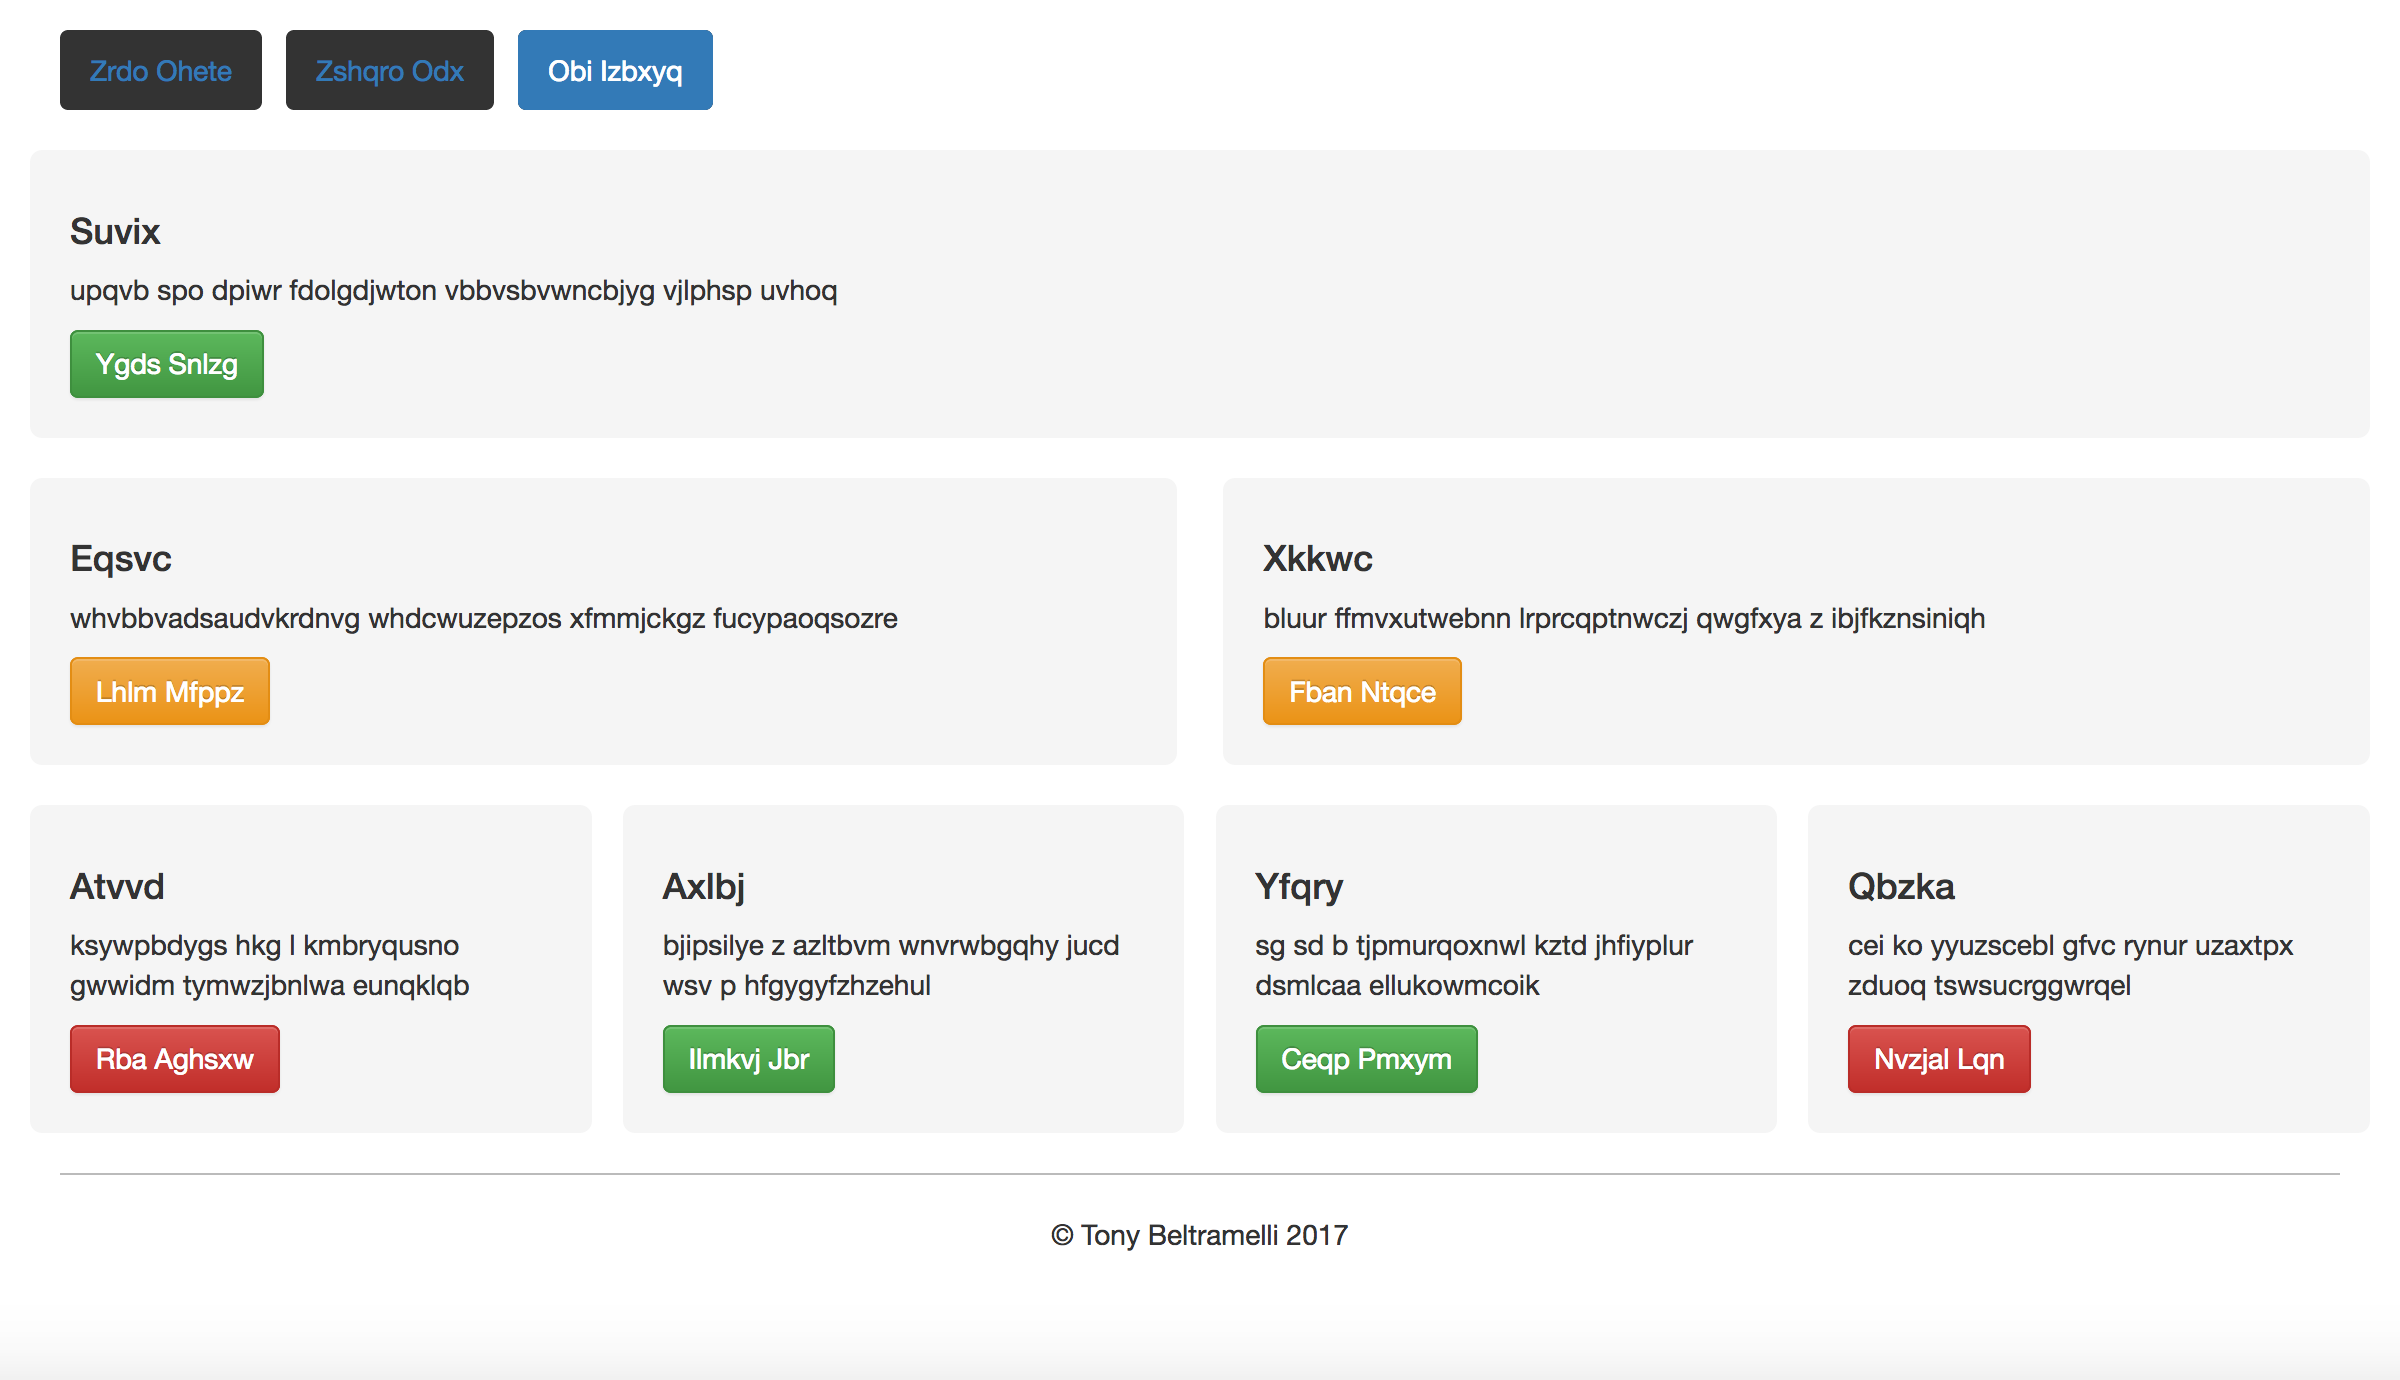 Zrdo Ohete
Zshqro Odx
Obi Izbxyq
Suvix
upqvb spo dpiwr fdolgdjwton vbbvsbvwncbjyg vjlphsp uvhoq
Ygds Snlzg
Eqsvc
whvbbvadsaudvkrdnvg whdcwuzepzos xfmmjckgz fucypaoqsozre
Lhlm Mfppz
Xkkwc
bluur ffmvxutwebnn lrprcqptnwczj qwgfxya z ibjfkznsiniqh
Fban Ntqce
Atvvd
ksywpbdygs hkg l kmbryqusno
gwwidm tymwzjbnlwa eunqklqb
Rba Aghsxw
Axlbj
bjipsilye z azltbvm wnvrwbgqhy jucd
wsv p hfgygyfzhzehul
Ilmkvj Jbr
Yfqry
sg sd b tjpmurqoxnwl kztd jhfiyplur
dsmlcaa ellukowmcoik
Ceqp Pmxym
Qbzka
cei ko yyuzscebl gfvc rynur uzaxtpx
zduoq tswsucrggwrqel
Nvzjal Lqn
© Tony Beltramelli 2017